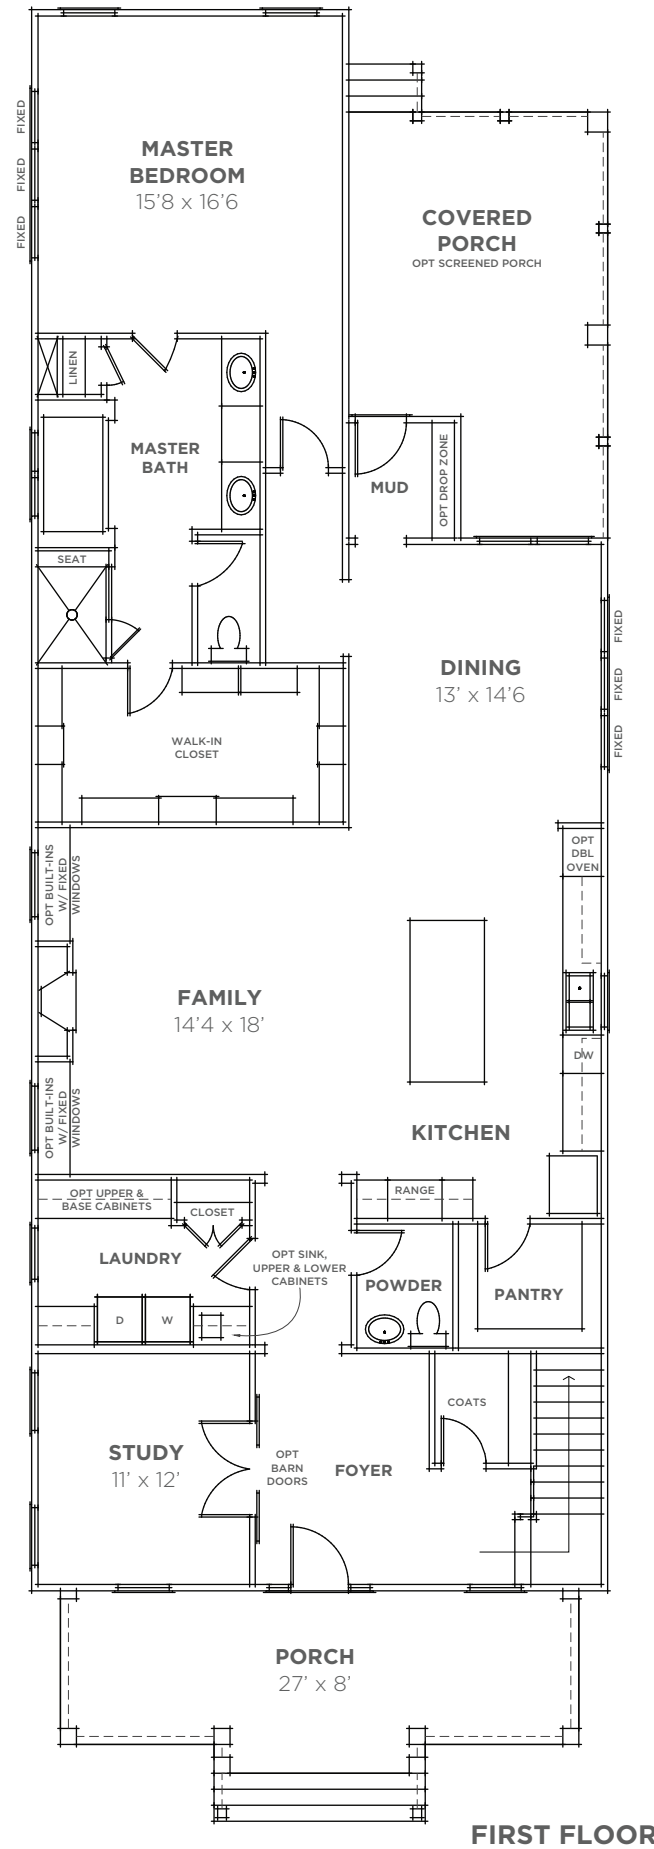 MASTER
BEDROOM
15'8 x 16'6
FIXED
FIXED
FIXED
COVERED
PORCH
OPT SCREENED PORCH
LINEN
MASTER
BATH
MUD
OPT DROP ZONE
SEAT
DINING
13' x 14'6
FIXED
FIXED
FIXED
WALK-IN
CLOSET
OPT BUILT-INS
W/ FIXED
WINDOWS
OPT
DBL
OVEN
FAMILY
14'4 x 18'
DW
OPT BUILT-INS
W/ FIXED
WINDOWS
KITCHEN
OPT UPPER &
BASE CABINETS
CLOSET
RANGE
LAUNDRY
OPT SINK,
UPPER & LOWER
CABINETS
POWDER
PANTRY
D
W
COATS
STUDY
11' x 12'
OPT
BARN
DOORS
FOYER
PORCH
27' x 8'
FIRST FLOOR